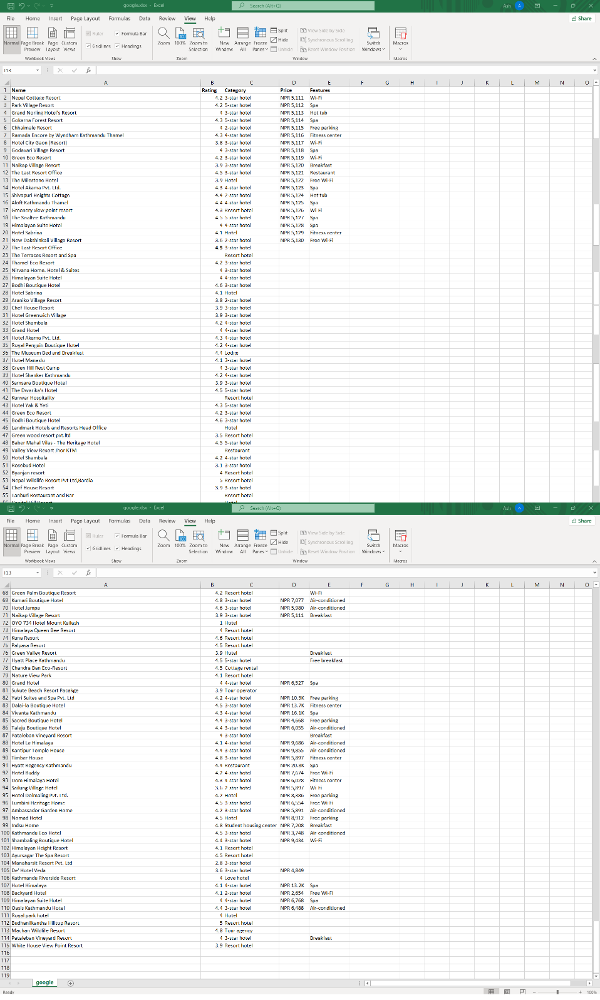 google.xlsx - Excel
Search (Alt+Q)
Ash A
File Home Insert Page Layout Formulas Data Review View Help Share
Normal Page Break Preview Page Layout Custom Views
Ruler Formula Bar
Gridlines Headings
Zoom 100% Zoom to Selection
New Window Arrange All Freeze Panes
Split Hide Unhide
View Side by Side
Synchronous Scrolling
Reset Window Position
Switch Windows Macros
Workbook Views Show Zoom Window Macros
I13 fx
A B C D E F G H I J K L M N O
1 Name Rating Category Price Features
2 Nepal Cottage Resort 4.2 3-star hotel NPR 5,111 Wi-Fi
3 Park Village Resort 4.2 5-star hotel NPR 5,112 Spa
4 Grand Norling Hotel's Resort 4 3-star hotel NPR 5,113 Hot tub
5 Gokarna Forest Resort 4.3 5-star hotel NPR 5,114 Spa
6 Chhaimale Resort 4 2-star hotel NPR 5,115 Free parking
7 Ramada Encore by Wyndham Kathmandu Thamel 4.3 4-star hotel NPR 5,116 Fitness center
8 Hotel City Gaon (Resort) 3.8 3-star hotel NPR 5,117 Wi-Fi
9 Godavari Village Resort 4 3-star hotel NPR 5,118 Spa
10 Green Eco Resort 4.2 3-star hotel NPR 5,119 Wi-Fi
11 Naikap Village Resort 3.9 3-star hotel NPR 5,120 Breakfast
12 The Last Resort Office 4.5 3-star hotel NPR 5,121 Restaurant
13 The Milestone Hotel 3.9 Hotel NPR 5,122 Free Wi-Fi
14 Hotel Akama Pvt. Ltd. 4.3 4-star hotel NPR 5,123 Spa
15 Shivapuri Heights Cottage 4.4 2-star hotel NPR 5,124 Hot tub
16 Aloft Kathmandu Thamel 4.4 4-star hotel NPR 5,125 Spa
17 Greenery view point resort 4.3 Resort hotel NPR 5,126 Wi-Fi
18 The Soaltee Kathmandu 4.5 5-star hotel NPR 5,127 Spa
19 Himalayan Suite Hotel 4 4-star hotel NPR 5,128 Spa
20 Hotel Sabrina 4.1 Hotel NPR 5,129 Fitness center
21 New Dakshinkali Village Resort 3.6 2-star hotel NPR 5,130 Free Wi-Fi
22 The Last Resort Office 4.5 3-star hotel
23 The Terraces Resort and Spa Resort hotel
24 Thamel Eco Resort 4.2 3-star hotel
25 Nirvana Home. Hotel & Suites 4 3-star hotel
26 Himalayan Suite Hotel 4 4-star hotel
27 Bodhi Boutique Hotel 4.6 3-star hotel
28 Hotel Sabrina 4.1 Hotel
29 Araniko Village Resort 3.8 2-star hotel
30 Chef House Resort 3.9 3-star hotel
31 Hotel Greenwich Village 3.9 3-star hotel
32 Hotel Shambala 4.2 4-star hotel
33 Grand Hotel 4 4-star hotel
34 Hotel Akama Pvt. Ltd. 4.3 4-star hotel
35 Royal Penguin Boutique Hotel 4.2 4-star hotel
36 The Museum Bed and Breakfast 4.4 Lodge
37 Hotel Manaslu 4.1 3-star hotel
38 Green Hill Rest Camp 4 3-star hotel
39 Hotel Shanker Kathmandu 4.2 4-star hotel
40 Samsara Boutique Hotel 3.9 3-star hotel
41 The Dwarika's Hotel 4.5 5-star hotel
42 Kunwar Hospitality Resort hotel
43 Hotel Yak & Yeti 4.3 5-star hotel
44 Green Eco Resort 4.2 3-star hotel
45 Bodhi Boutique Hotel 4.6 3-star hotel
46 Landmark Hotels and Resorts Head Office Hotel
47 Green wood resort pvt.ltd 3.5 Resort hotel
48 Baber Mahal Vilas - The Heritage Hotel 4.5 5-star hotel
49 Valley View Resort Jhor KTM Restaurant
50 Hotel Shambala 4.2 4-star hotel
51 Rosebud Hotel 3.1 3-star hotel
52 Byanjan resort 4 Resort hotel
53 Nepal Wildlife Resort Pvt Ltd,Bardia 5 Resort hotel
54 Chef House Resort 3.9 3-star hotel
55 Tanburi Restaurant and Bar Resort hotel
google.xlsx - Excel
Search (Alt+Q)
Ash A
File Home Insert Page Layout Formulas Data Review View Help Share
Normal Page Break Preview Page Layout Custom Views
Ruler Formula Bar
Gridlines Headings
Zoom 100% Zoom to Selection
New Window Arrange All Freeze Panes
Split Hide Unhide
View Side by Side
Synchronous Scrolling
Reset Window Position
Switch Windows Macros
Workbook Views Show Zoom Window Macros
I13 fx
A B C D E F G H I J K L M N O
68 Green Palm Boutique Resort 4.2 Resort hotel Wi-Fi
69 Kumari Boutique Hotel 4.8 3-star hotel NPR 7,077 Air-conditioned
70 Hotel Jampa 4.6 3-star hotel NPR 5,980 Air-conditioned
71 Naikap Village Resort 3.9 3-star hotel NPR 5,111 Breakfast
72 OYO 734 Hotel Mount Kailash 1 Hotel
73 Himalaya Queen Bee Resort 4 Resort hotel
74 Kuna Resort 4.6 Resort hotel
75 Palpasa Resort 4.5 Resort hotel
76 Green Valley Resort 3.9 Hotel Breakfast
77 Hyatt Place Kathmandu 4.5 5-star hotel Free breakfast
78 Chandra Ban Eco-Resort 4.5 Cottage rental
79 Nature View Park 4.1 Resort hotel
80 Grand Hotel 4 4-star hotel NPR 6,527 Spa
81 Sukute Beach Resort Pacakge 3.9 Tour operator
82 Yatri Suites and Spa Pvt. Ltd 4.2 4-star hotel NPR 10.5K Free parking
83 Dalai-la Boutique Hotel 4.5 3-star hotel NPR 13.7K Fitness center
84 Vivanta Kathmandu 4.3 4-star hotel NPR 16.1K Spa
85 Sacred Boutique Hotel 4.4 3-star hotel NPR 4,668 Free parking
86 Taleju Boutique Hotel 4.4 3-star hotel NPR 6,055 Air-conditioned
87 Pataleban Vineyard Resort 4 3-star hotel Breakfast
88 Hotel Le Himalaya 4.1 4-star hotel NPR 9,686 Air-conditioned
89 Kantipur Temple House 4.4 3-star hotel NPR 9,855 Air-conditioned
90 Timber House 4.8 3-star hotel NPR 5,897 Fitness center
91 Hyatt Regency Kathmandu 4.4 Restaurant NPR 20.8K Spa
92 Hotel Buddy 4.2 4-star hotel NPR 7,674 Free Wi-Fi
93 Dom Himalaya Hotel 4.3 4-star hotel NPR 6,028 Fitness center
94 Sailung Village Hotel 3.6 2-star hotel NPR 5,897 Wi-Fi
95 Hotel Dolmaling Pvt. Ltd. 4.2 Hotel NPR 8,386 Free parking
96 Lumbini Heritage Home 4.5 3-star hotel NPR 6,554 Free Wi-Fi
97 Ambassador Garden Home 4.2 3-star hotel NPR 5,891 Air-conditioned
98 Nomad Hotel 4.5 Hotel NPR 8,912 Free parking
99 Indsu Home 4.8 Student housing center NPR 7,208 Breakfast
100 Kathmandu Eco Hotel 4.5 3-star hotel NPR 3,748 Air-conditioned
101 Shambaling Boutique Hotel 4.4 3-star hotel NPR 9,434 Wi-Fi
102 Himalayan Height Resort 4.1 Resort hotel
103 Ayursagar The Spa Resort 4.5 Resort hotel
104 Manaharsit Resort Pvt. Ltd 2.8 3-star hotel
105 De' Hotel Veda 3.6 3-star hotel NPR 4,849
106 Kathmandu Riverside Resort 4 Love hotel
107 Hotel Himalaya 4.1 4-star hotel NPR 13.2K Spa
108 Backyard Hotel 4.1 2-star hotel NPR 2,654 Free Wi-Fi
109 Himalayan Suite Hotel 4 4-star hotel NPR 6,768 Spa
110 Oasis Kathmandu Hotel 4.4 3-star hotel NPR 6,488 Air-conditioned
111 Royal park hotel 4 Hotel
112 Budhanilkantha Hilltop Resort 5 Resort hotel
113 Machan Wildlife Resort 4.8 Tour agency
114 Pataleban Vineyard Resort 4 3-star hotel Breakfast
115 White House View Point Resort 3.9 Resort hotel
116
117
118
119
google
Ready 100%